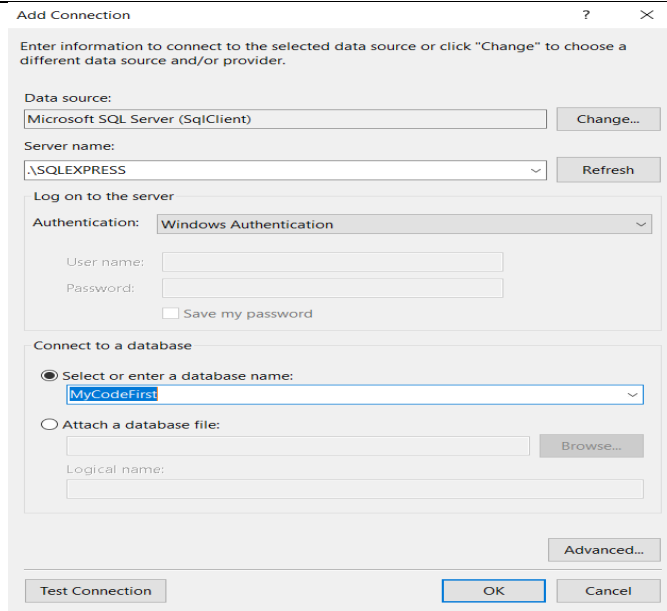 Add Connection ? ×
Enter information to connect to the selected data source or click "Change" to choose a
different data source and/or provider.
Data source:
Microsoft SQL Server (SqlClient)
Change...
Server name:
.\SQLEXPRESS
Refresh
Log on to the server
Authentication: Windows Authentication
User name:
Password:
Save my password
Connect to a database
Select or enter a database name:
MyCodeFirst
Attach a database file:
Browse...
Logical name:
Advanced...
Test Connection OK Cancel